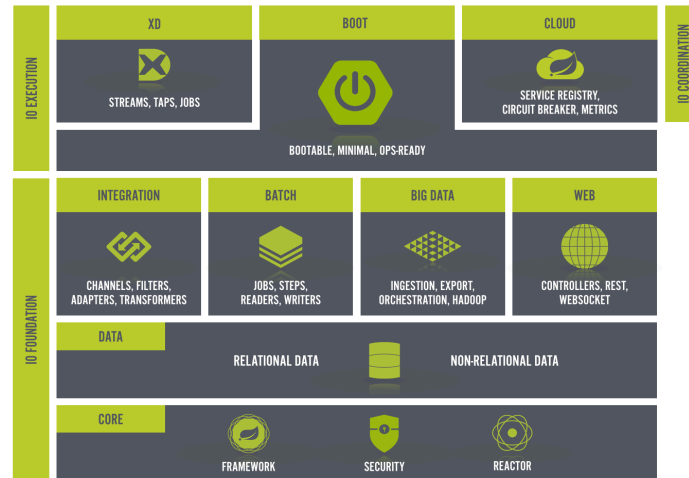 IO EXECUTION
XD
STREAMS, TAPS, JOBS
BOOT
BOOTABLE, MINIMAL, OPS-READY
CLOUD
SERVICE REGISTRY,
CIRCUIT BREAKER, METRICS
IO COORDINATION
IO FOUNDATION
INTEGRATION
CHANNELS, FILTERS,
ADAPTERS, TRANSFORMERS
BATCH
JOBS, STEPS,
READERS, WRITERS
BIG DATA
INGESTION, EXPORT,
ORCHESTRATION, HADOOP
WEB
CONTROLLERS, REST,
WEBSOCKET
DATA
RELATIONAL DATA
NON-RELATIONAL DATA
CORE
FRAMEWORK
SECURITY
REACTOR